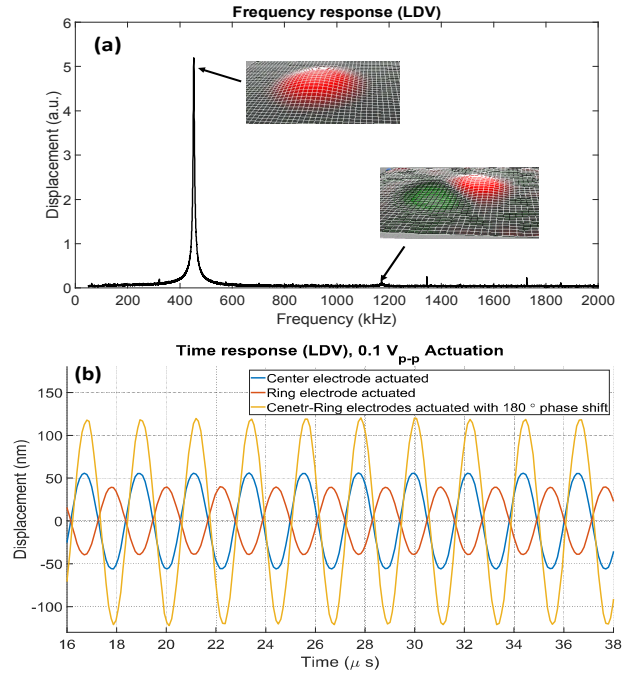 Frequency response (LDV)
(a)
Displacement (a.u.)
6
5
4
3
2
1
0
0 200 400 600 800 1000 1200 1400 1600 1800 2000
Frequency (kHz)
Time response (LDV), 0.1 Vp-p Actuation
(b)
Center electrode actuated
Ring electrode actuated
Cenetr-Ring electrodes actuated with 180 ° phase shift
Displacement (nm)
150
100
50
0
-50
-100
16 18 20 22 24 26 28 30 32 34 36 38
Time (μ s)